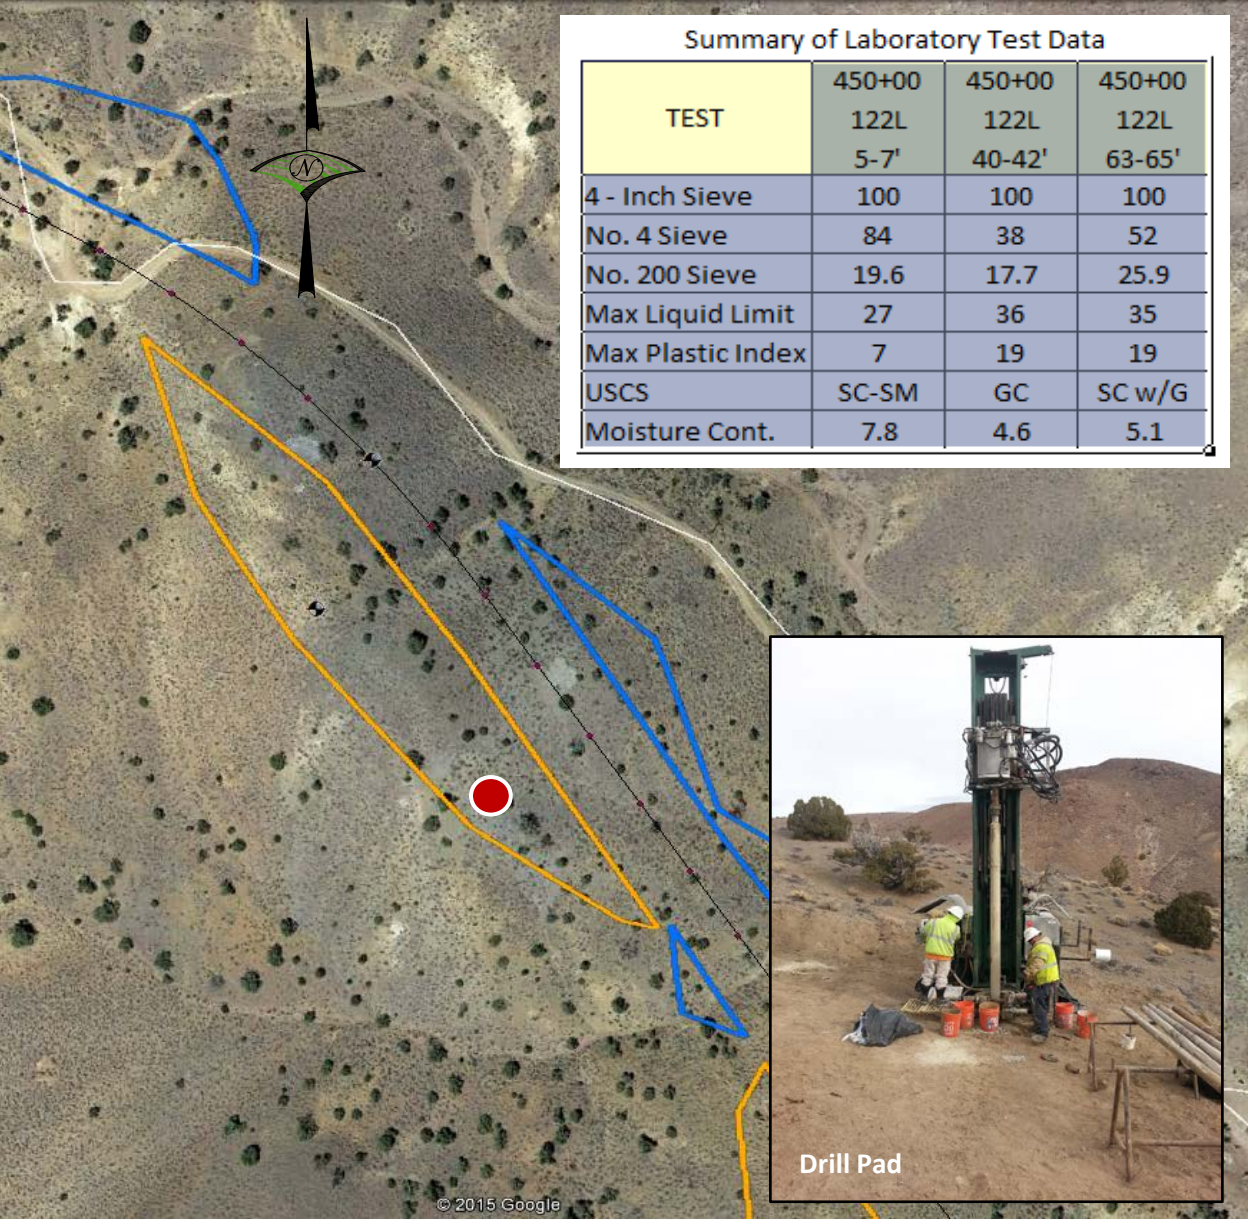 Summary of Laboratory Test Data
TEST 450+00 122L 5-7' 450+00 122L 40-42' 450+00 122L 63-65'
4 - Inch Sieve 100 100 100
No. 4 Sieve 84 38 52
No. 200 Sieve 19.6 17.7 25.9
Max Liquid Limit 27 36 35
Max Plastic Index 7 19 19
USCS SC-SM GC SC w/G
Moisture Cont. 7.8 4.6 5.1
N
Drill Pad
© 2015 Google